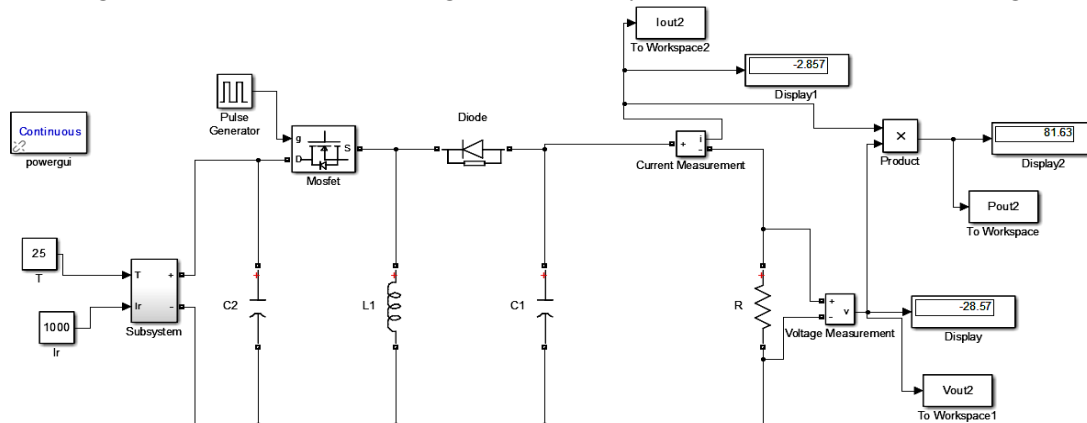 Iout2
To Workspace2
-2.857
Display1
Pulse
Generator
Diode
Continuous
powergui
g
D
S
Mosfet
i
+
-
Current Measurement
×
Product
81.63
Display2
Pout2
To Workspace
25
T
T
+
Ir
-
Subsystem
1000
Ir
+
C2
+
L1
+
C1
+
R
+
-
v
Voltage Measurement
-28.57
Display
Vout2
To Workspace1